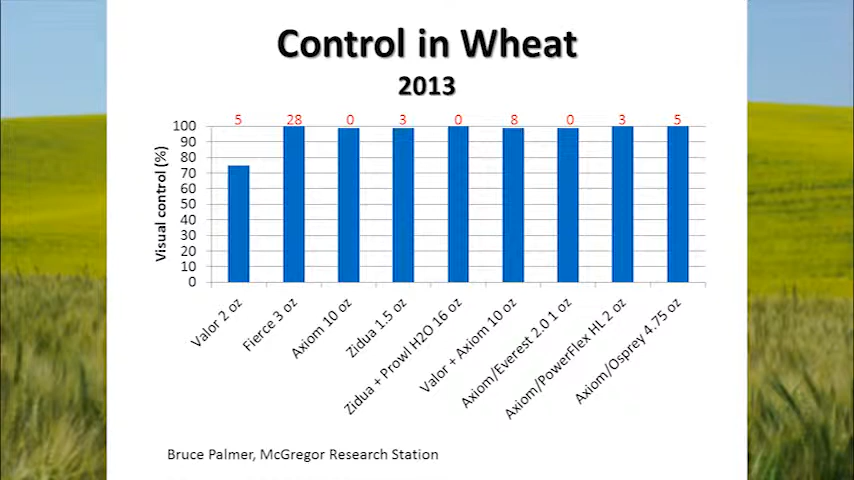 Control in Wheat
2013
5 28 0 3 0 8 0 3 5
Visual control (%)
100
90
80
70
60
50
40
30
20
10
0
Valor 2 oz
Fierce 3 oz
Axiom 10 oz
Zidua 1.5 oz
Zidua + Prowl H2O 16 oz
Valor + Axiom 10 oz
Axiom/Everest 2.0 1 oz
Axiom/PowerFlex HL 2 oz
Axiom/Osprey 4.75 oz
Bruce Palmer, McGregor Research Station